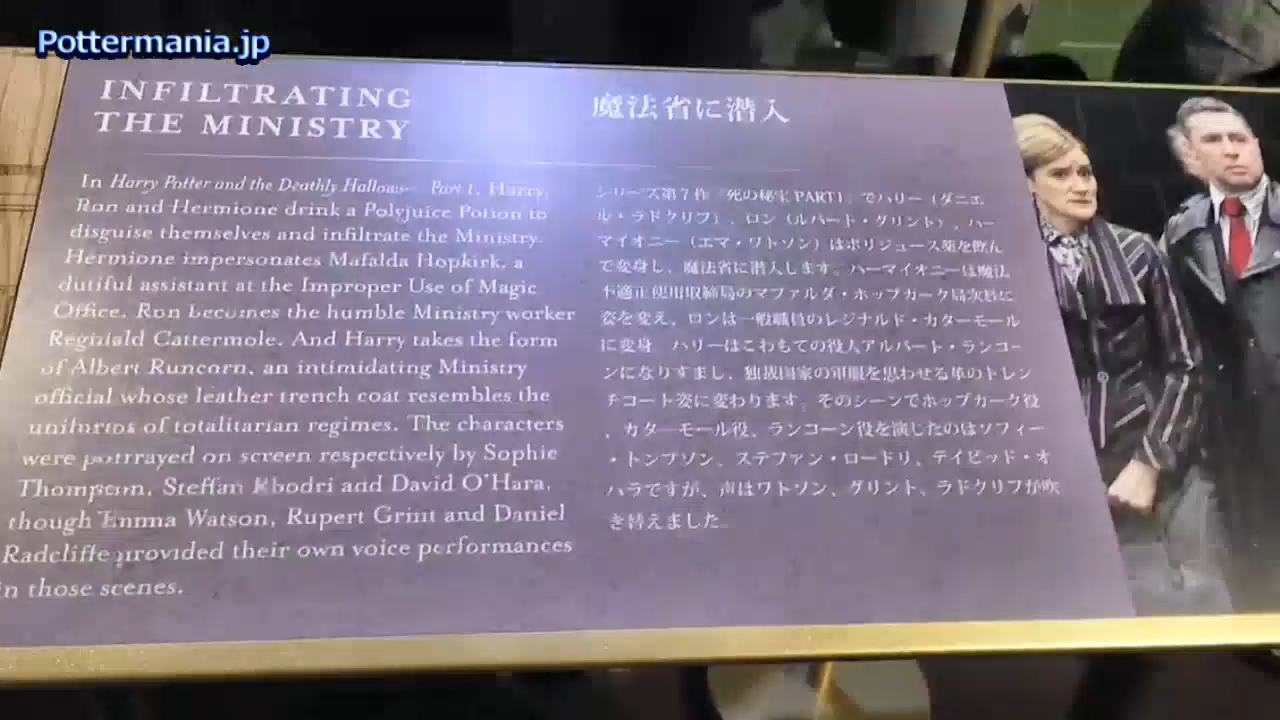 Pottermania.jp
INFILTRATING
THE MINISTRY
In Harry Potter and the Deathly Hallows – Part 1, Harry,
Ron and Hermione drink a Polyjuice Potion to
disguise themselves and infiltrate the Ministry.
Hermione impersonates Mafalda Hopkirk, a
dutiful assistant at the Improper Use of Magic
Office. Ron becomes the humble Ministry worker
Reginald Cattermole. And Harry takes the form
of Albert Runcorn, an intimidating Ministry
official whose leather trench coat resembles the
uniforms of totalitarian regimes. The characters
were portrayed on screen respectively by Sophie
Thompson, Steffan Rhodri and David O'Hara,
though Emma Watson, Rupert Grint and Daniel
Radcliffe provided their own voice performances
in those scenes.
魔法省に潜入
シリーズ第7作『死の秘宝 PART1』でハリー（ダニエ
ル・ラドクリフ）、ロン（ルパート・グリント）、ハー
マイオニー（エマ・ワトソン）はポリジュース薬を飲ん
で変身し、魔法省に潜入します。ハーマイオニーは魔法
不適正使用取締局のマファルダ・ホップカーク局次長に
姿を変え、ロンは一般職員のレジナルド・カターモール
に変身。ハリーはこわもての役人アルバート・ランコー
ンになりすまし、独裁国家の軍服を思わせる革のトレン
チコート姿に変わります。そのシーンでホップカーク役
、カターモール役、ランコーン役を演じたのはソフィー
・トンプソン、ステファン・ロードリ、デイビッド・オ
ハラですが、声はワトソン、グリント、ラドクリフが吹
き替えました。